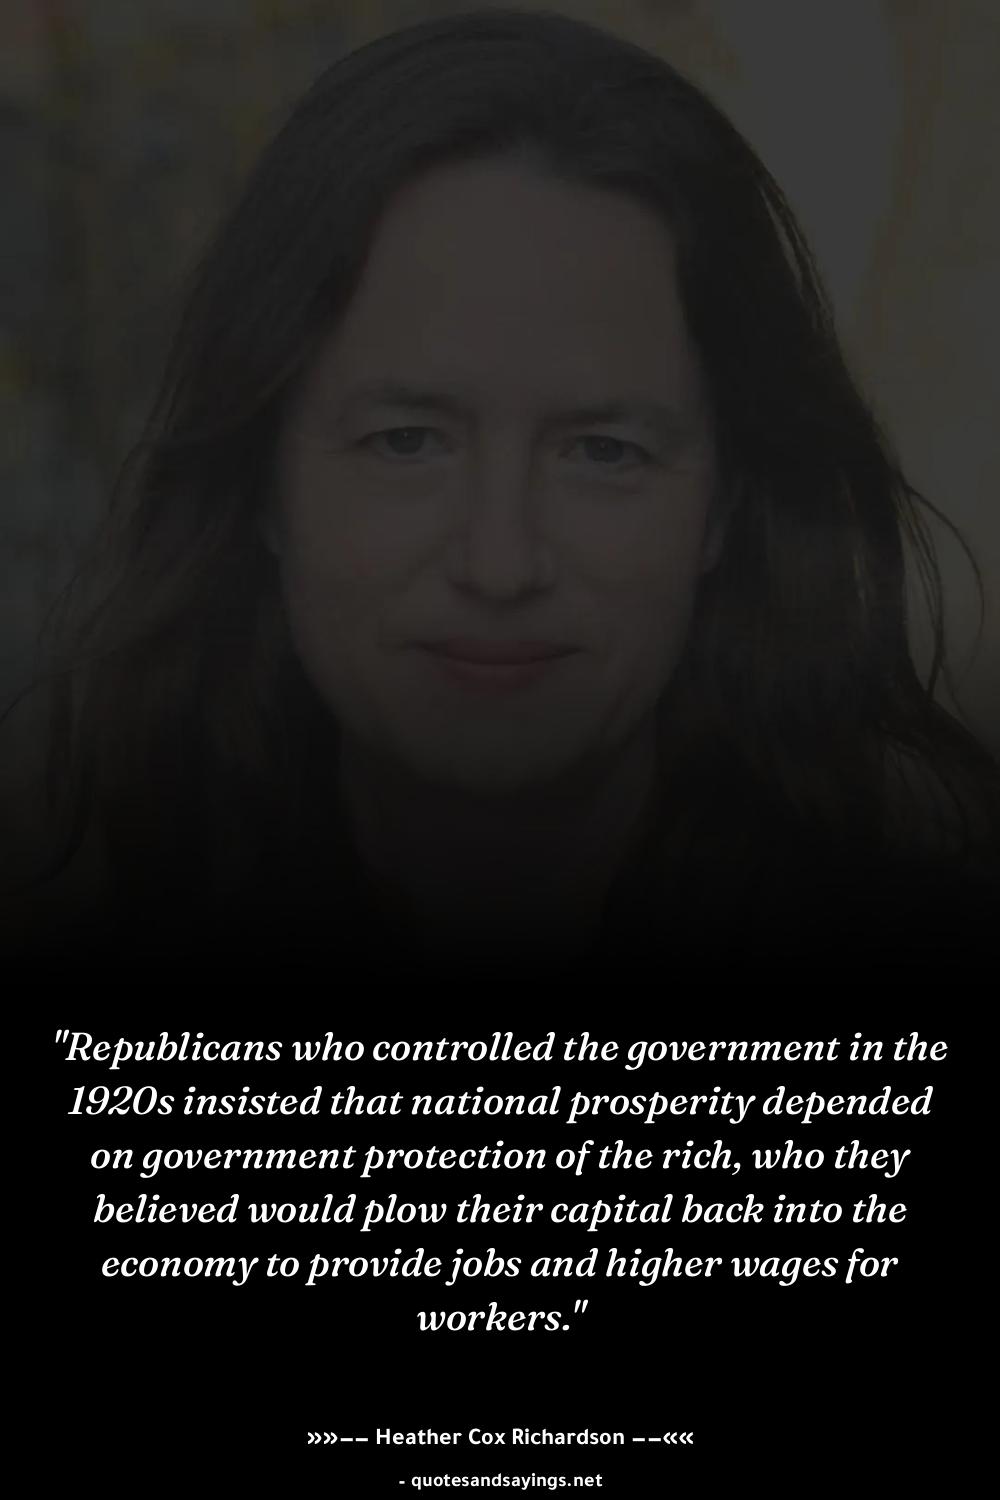 "Republicans who controlled the government in the
1920s insisted that national prosperity depended
on government protection of the rich, who they
believed would plow their capital back into the
economy to provide jobs and higher wages for
workers."
»»−− Heather Cox Richardson −−««
- quotesandsayings.net